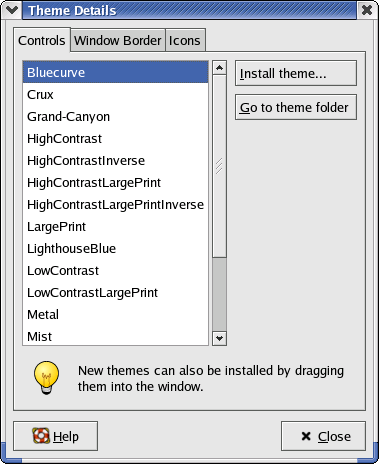 Theme Details
Controls
Window Border
Icons
Bluecurve
Crux
Grand-Canyon
HighContrast
HighContrastInverse
HighContrastLargePrint
HighContrastLargePrintInverse
LargePrint
LighthouseBlue
LowContrast
LowContrastLargePrint
Metal
Mist
Install theme...
Go to theme folder
New themes can also be installed by dragging
them into the window.
Help
Close